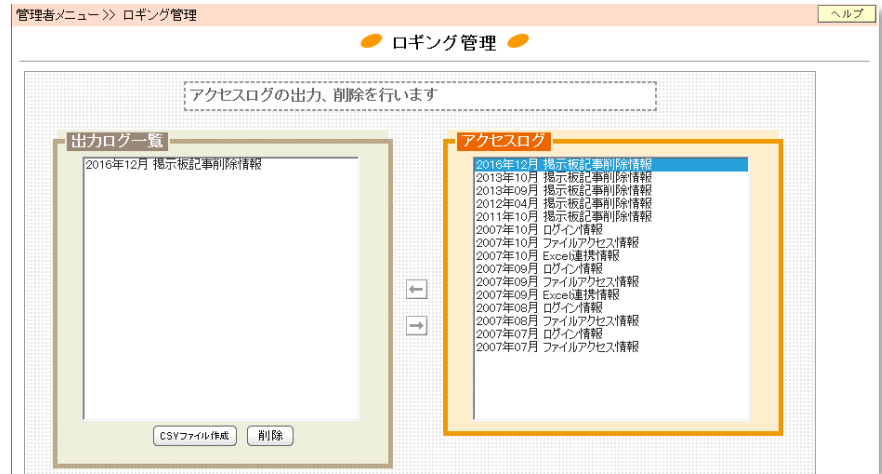 管理者メニュー>> ロギング管理
ヘルプ
ロギング管理
アクセスログの出力、削除を行います
出力ログ一覧
2016年12月 掲示板記事削除情報
CSVファイル作成
削除
アクセスログ
2016年12月 掲示板記事削除情報
2013年10月 掲示板記事削除情報
2013年09月 掲示板記事削除情報
2012年04月 掲示板記事削除情報
2011年10月 掲示板記事削除情報
2007年10月 ログイン情報
2007年10月 ファイルアクセス情報
2007年10月 Excel連携情報
2007年09月 ログイン情報
2007年09月 ファイルアクセス情報
2007年09月 Excel連携情報
2007年08月 ログイン情報
2007年08月 ファイルアクセス情報
2007年07月 ログイン情報
2007年07月 ファイルアクセス情報